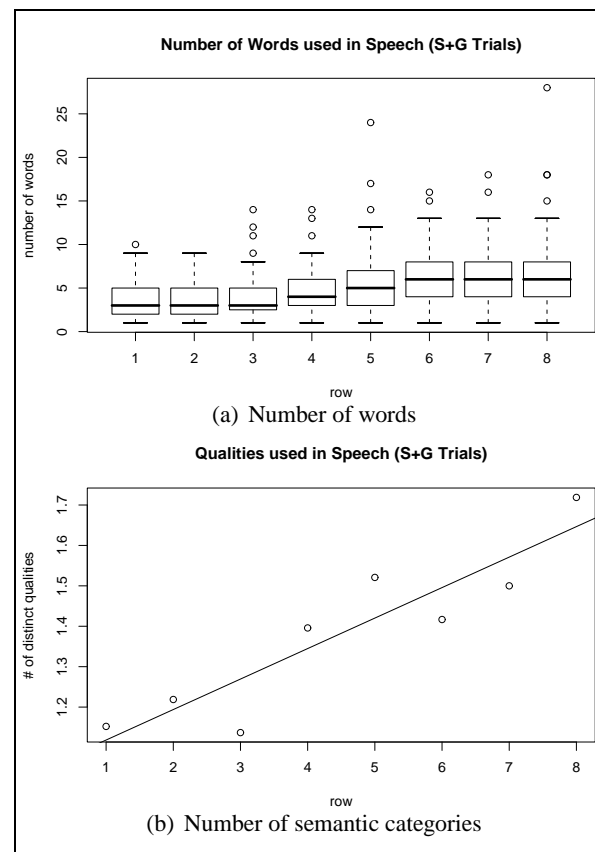 Number of Words used in Speech (S+G Trials)
number of words
25
20
15
10
5
0
1 2 3 4 5 6 7 8
row
(a) Number of words
Qualities used in Speech (S+G Trials)
# of distinct qualities
1.7
1.6
1.5
1.4
1.3
1.2
1 2 3 4 5 6 7 8
row
(b) Number of semantic categories